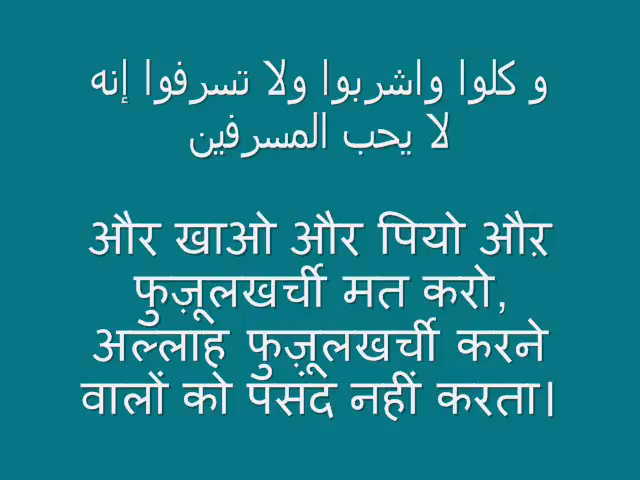 و كلوا واشربوا ولا تسرفوا إنه
لا يحب المسرفين
और खाओ और पियो औऱ
फुज़ूलखर्ची मत करो,
अल्लाह फुज़ूलखर्ची करने
वालों को पसंद नहीं करता।